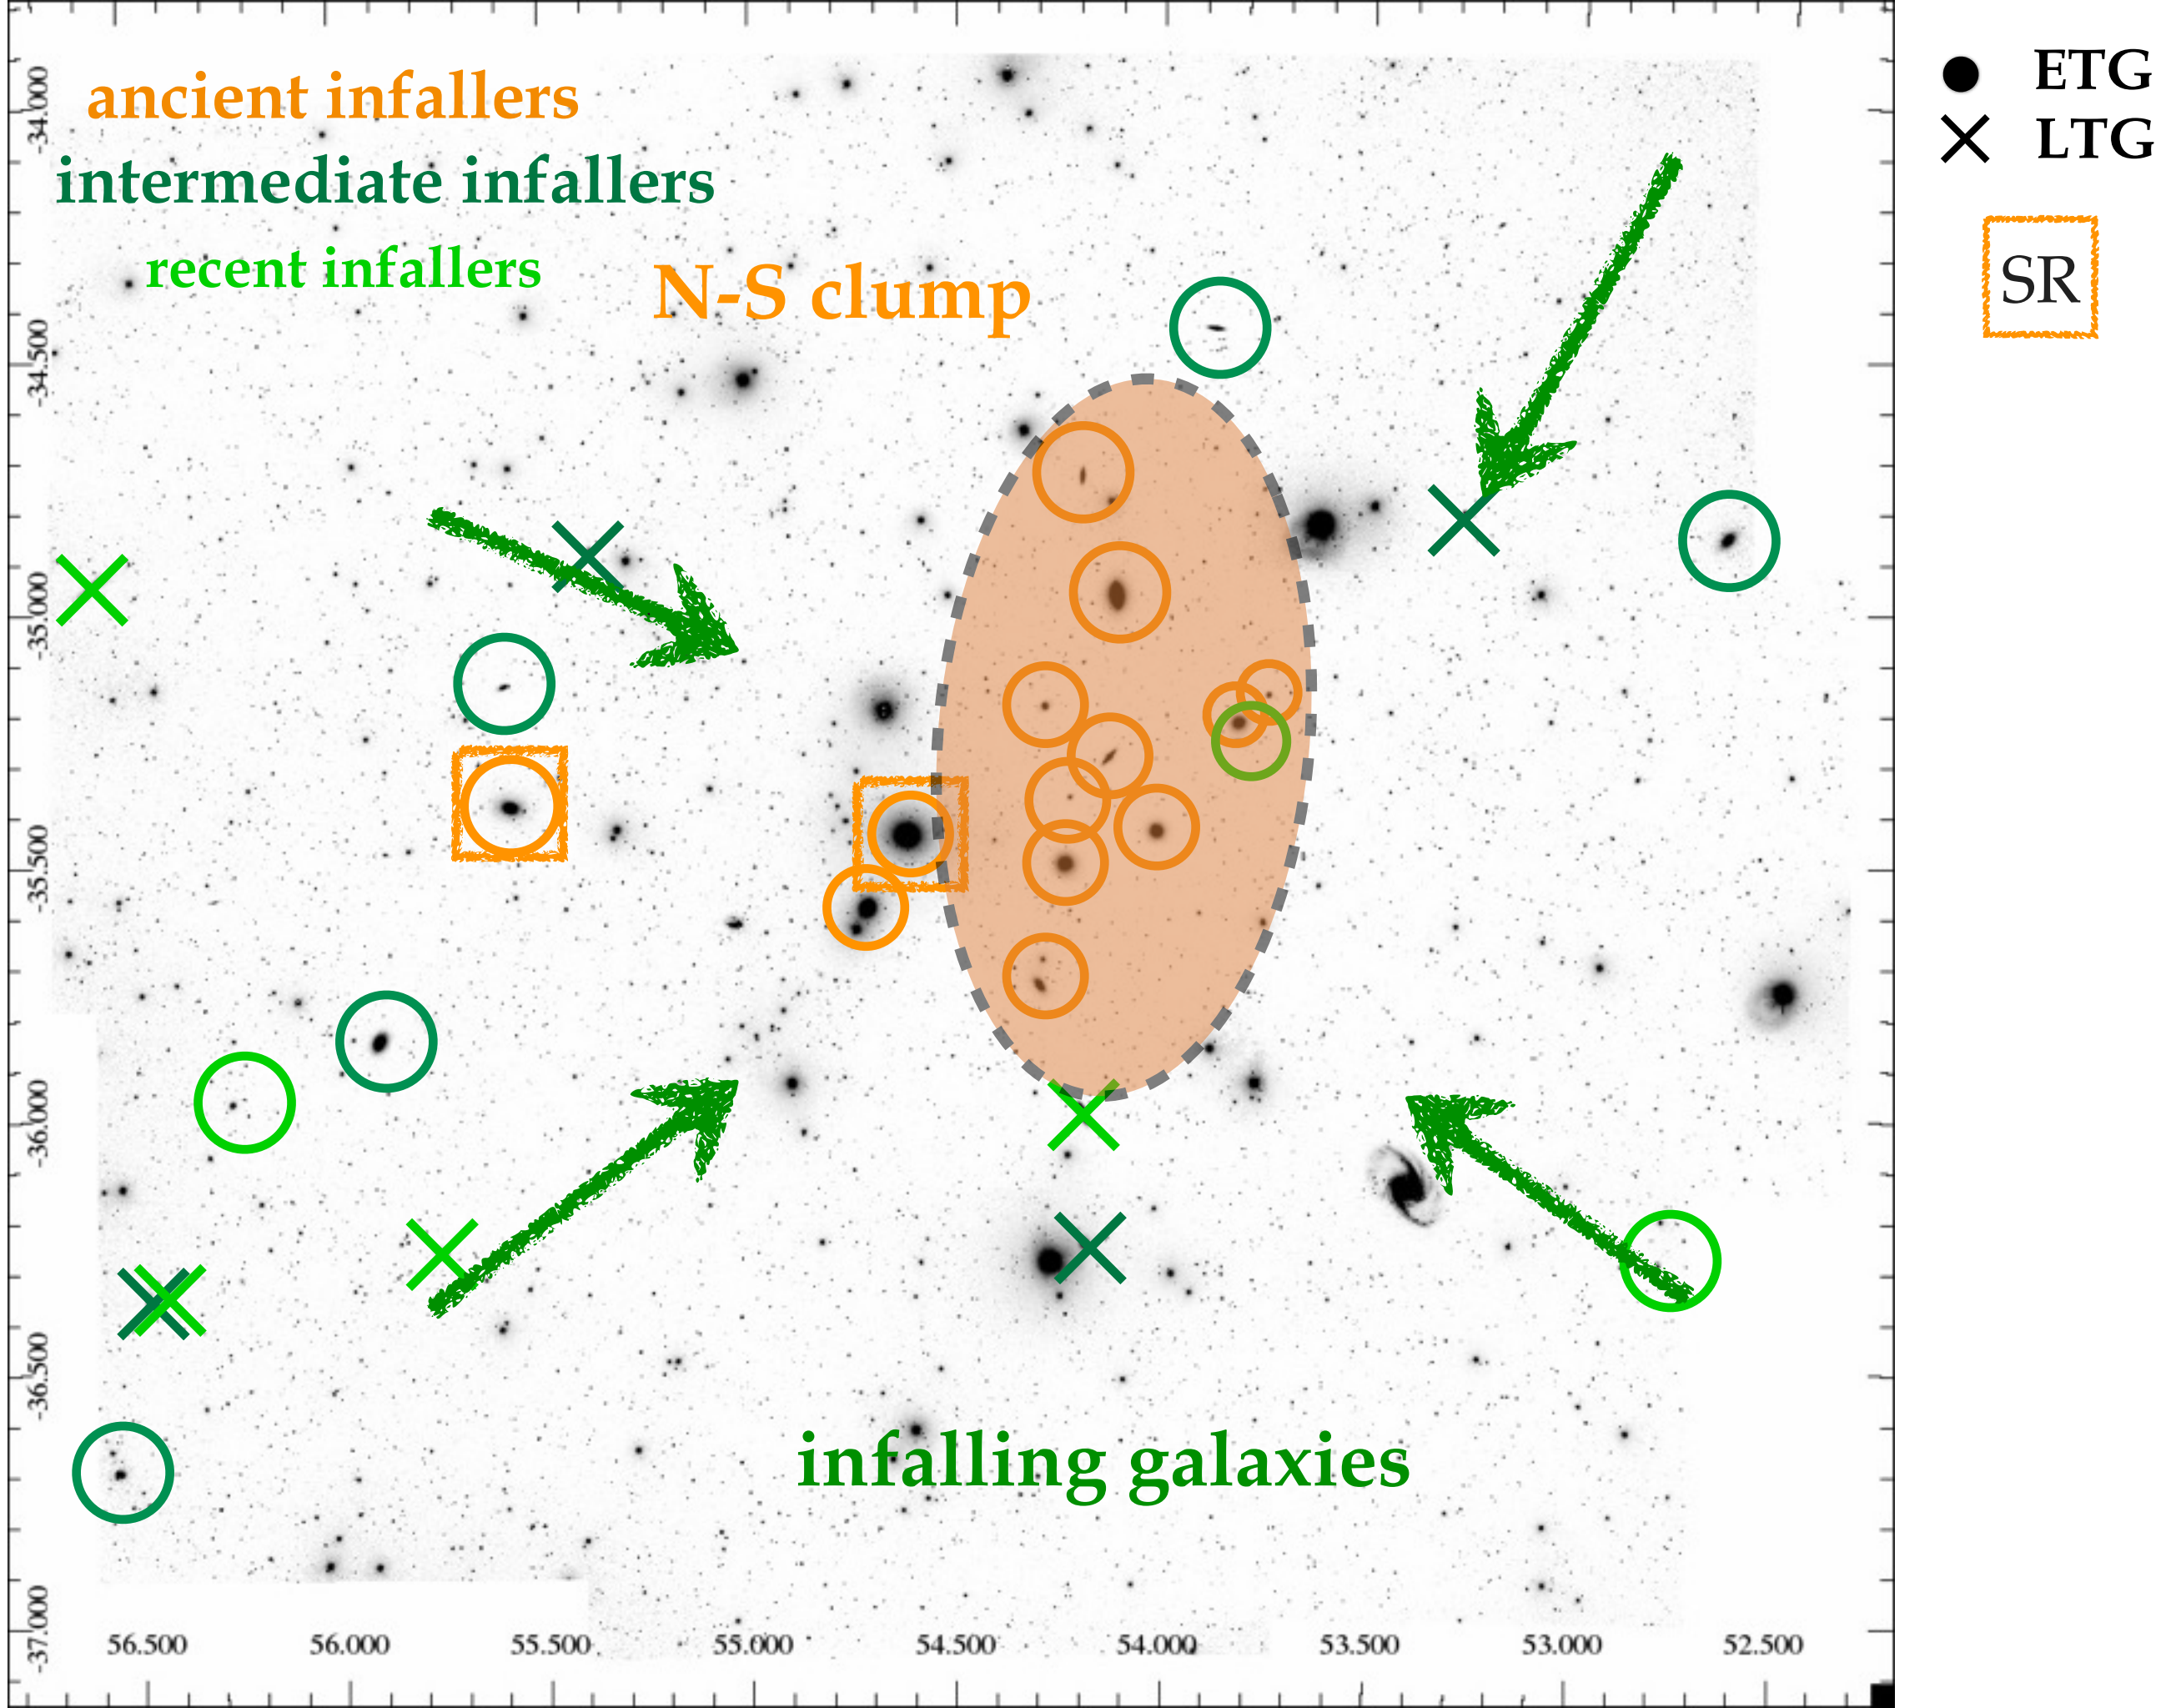 ancient infallers
intermediate infallers
recent infallers
N-S clump
infalling galaxies
ETG
LTG
SR
-34.000
-34.500
-35.000
-35.500
-36.000
-36.500
-37.000
56.500 56.000 55.500 55.000 54.500 54.000 53.500 53.000 52.500